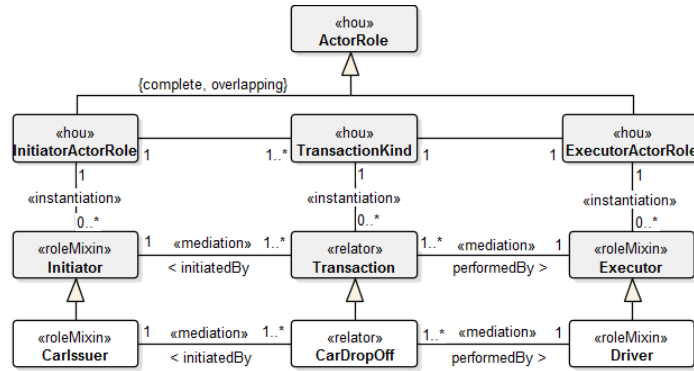 «hou»
ActorRole
{complete, overlapping}
«hou» «hou» «hou»
InitiatorActorRole TransactionKind ExecutorActorRole
1 1..* 1 1
1 1 1
«instantiation» «instantiation» «instantiation»
0..* 0..* 0..*
«roleMixin» 1 «mediation» 1..* «relator» 1..* «mediation» 1 «roleMixin»
Initiator < initiatedBy Transaction performedBy > Executor
«roleMixin» 1 «mediation» 1..* «relator» 1..* «mediation» 1 «roleMixin»
CarIssuer < initiatedBy CarDropOff performedBy > Driver